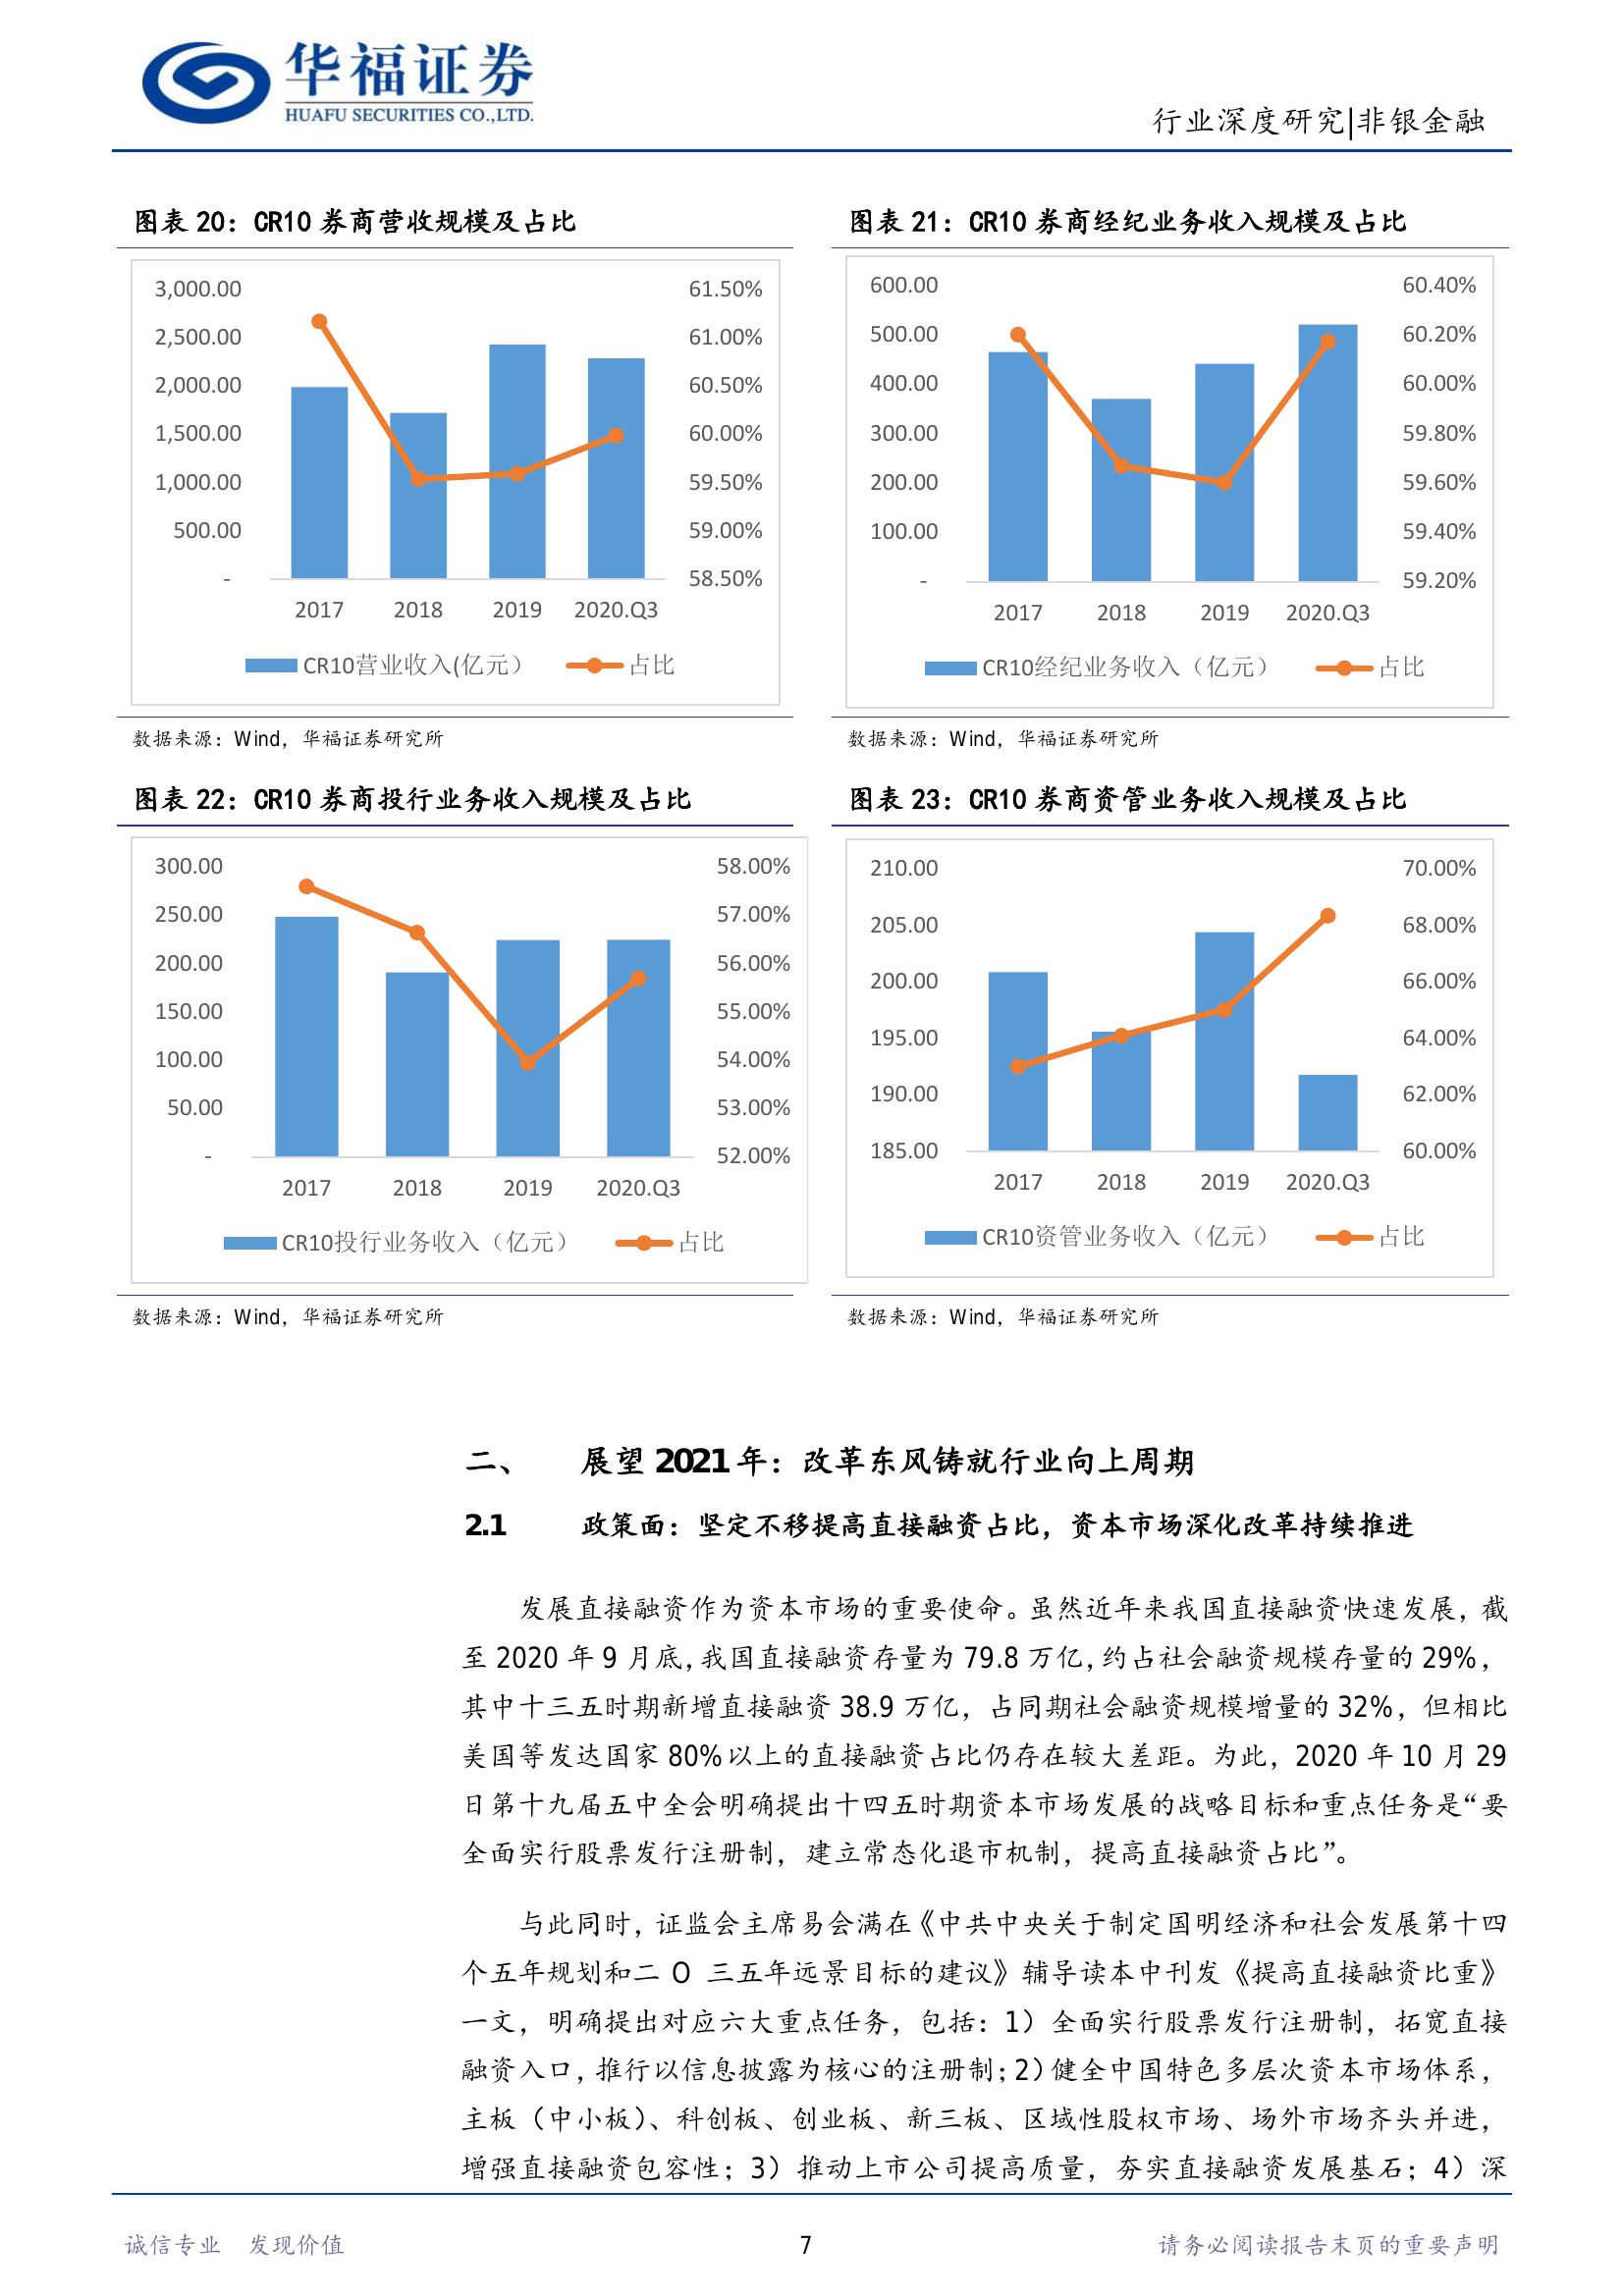 华福证券
HUAFU SECURITIES CO.,LTD.
行业深度研究|非银金融
图表 20：CR10 券商营收规模及占比
3,000.00
2,500.00
2,000.00
1,500.00
1,000.00
500.00
-
61.50%
61.00%
60.50%
60.00%
59.50%
59.00%
58.50%
2017 2018 2019 2020.Q3
CR10营业收入(亿元） 占比
数据来源：Wind，华福证券研究所
图表 21：CR10 券商经纪业务收入规模及占比
600.00
500.00
400.00
300.00
200.00
100.00
-
60.40%
60.20%
60.00%
59.80%
59.60%
59.40%
59.20%
2017 2018 2019 2020.Q3
CR10经纪业务收入（亿元） 占比
数据来源：Wind，华福证券研究所
图表 22：CR10 券商投行业务收入规模及占比
300.00
250.00
200.00
150.00
100.00
50.00
-
58.00%
57.00%
56.00%
55.00%
54.00%
53.00%
52.00%
2017 2018 2019 2020.Q3
CR10投行业务收入（亿元） 占比
数据来源：Wind，华福证券研究所
图表 23：CR10 券商资管业务收入规模及占比
210.00
205.00
200.00
195.00
190.00
185.00
70.00%
68.00%
66.00%
64.00%
62.00%
60.00%
2017 2018 2019 2020.Q3
CR10资管业务收入（亿元） 占比
数据来源：Wind，华福证券研究所
二、 展望 2021 年：改革东风铸就行业向上周期
2.1 政策面：坚定不移提高直接融资占比，资本市场深化改革持续推进
发展直接融资作为资本市场的重要使命。虽然近年来我国直接融资快速发展，截
至 2020 年 9 月底，我国直接融资存量为 79.8 万亿，约占社会融资规模存量的 29%，
其中十三五时期新增直接融资 38.9 万亿，占同期社会融资规模增量的 32%，但相比
美国等发达国家 80%以上的直接融资占比仍存在较大差距。为此，2020 年 10 月 29
日第十九届五中全会明确提出十四五时期资本市场发展的战略目标和重点任务是“要
全面实行股票发行注册制，建立常态化退市机制，提高直接融资占比”。
与此同时，证监会主席易会满在《中共中央关于制定国明经济和社会发展第十四
个五年规划和二 O 三五年远景目标的建议》辅导读本中刊发《提高直接融资比重》
一文，明确提出对应六大重点任务，包括：1）全面实行股票发行注册制，拓宽直接
融资入口，推行以信息披露为核心的注册制；2）健全中国特色多层次资本市场体系，
主板（中小板）、科创板、创业板、新三板、区域性股权市场、场外市场齐头并进，
增强直接融资包容性；3）推动上市公司提高质量，夯实直接融资发展基石；4）深
诚信专业 发现价值
7
请务必阅读报告末页的重要声明